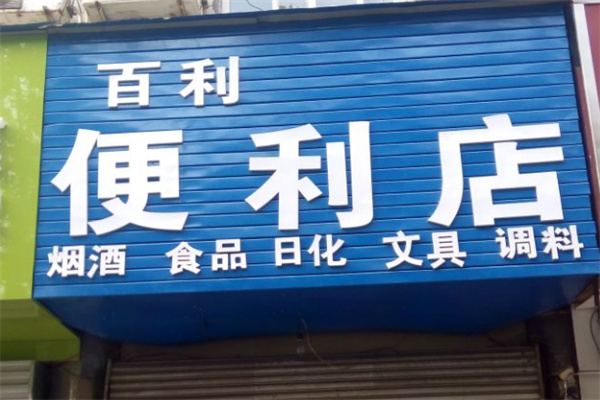 百利
便利店
烟酒 食品 日化 文具 调料